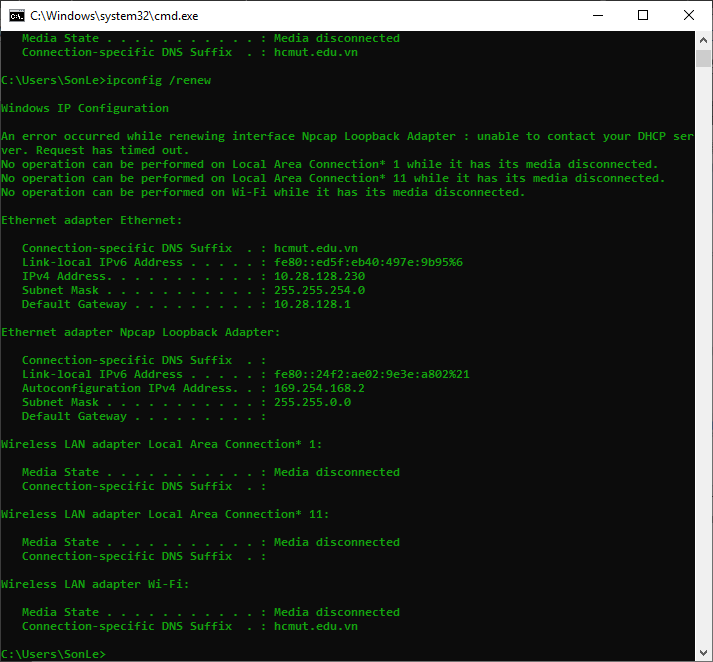 C:\Windows\system32\cmd.exe
   Media State . . . . . . . . . . . : Media disconnected
   Connection-specific DNS Suffix  . : hcmut.edu.vn
C:\Users\SonLe>ipconfig /renew
Windows IP Configuration
An error occurred while renewing interface Npcap Loopback Adapter : unable to contact your DHCP ser
ver. Request has timed out.
No operation can be performed on Local Area Connection* 1 while it has its media disconnected.
No operation can be performed on Local Area Connection* 11 while it has its media disconnected.
No operation can be performed on Wi-Fi while it has its media disconnected.
Ethernet adapter Ethernet:
   Connection-specific DNS Suffix  . : hcmut.edu.vn
   Link-local IPv6 Address . . . . . : fe80::ed5f:eb40:497e:9b95%6
   IPv4 Address. . . . . . . . . . . : 10.28.128.230
   Subnet Mask . . . . . . . . . . . : 255.255.254.0
   Default Gateway . . . . . . . . . : 10.28.128.1
Ethernet adapter Npcap Loopback Adapter:
   Connection-specific DNS Suffix  . :
   Link-local IPv6 Address . . . . . : fe80::24f2:ae02:9e3e:a802%21
   Autoconfiguration IPv4 Address. . : 169.254.168.2
   Subnet Mask . . . . . . . . . . . : 255.255.0.0
   Default Gateway . . . . . . . . . :
Wireless LAN adapter Local Area Connection* 1:
   Media State . . . . . . . . . . . : Media disconnected
   Connection-specific DNS Suffix  . :
Wireless LAN adapter Local Area Connection* 11:
   Media State . . . . . . . . . . . : Media disconnected
   Connection-specific DNS Suffix  . :
Wireless LAN adapter Wi-Fi:
   Media State . . . . . . . . . . . : Media disconnected
   Connection-specific DNS Suffix  . : hcmut.edu.vn
C:\Users\SonLe>